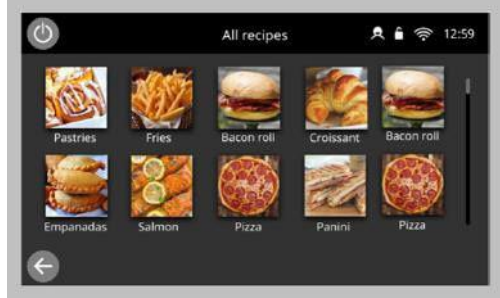 All recipes
12:59
Pastries
Fries
Bacon roll
Croissant
Bacon roll
Empanadas
Salmon
Pizza
Panini
Pizza